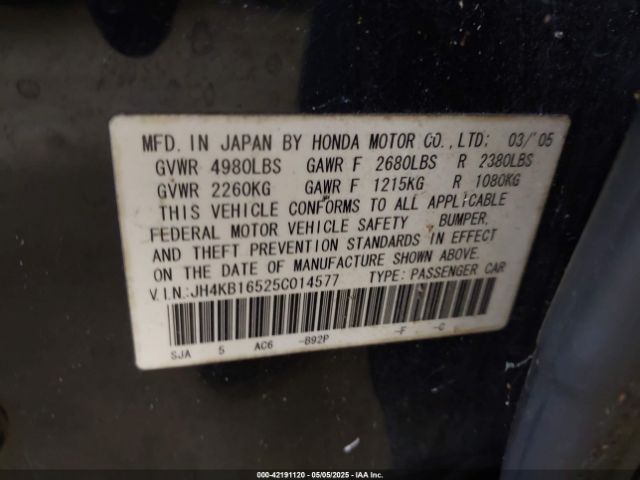 MFD. IN JAPAN BY HONDA MOTOR CO.,LTD: 03/'05
GVWR 4980LBS GAWR F 2680LBS R 2380LBS
GVWR 2260KG GAWR F 1215KG R 1080KG
THIS VEHICLE CONFORMS TO ALL APPLICABLE
FEDERAL MOTOR VEHICLE SAFETY BUMPER,
AND THEFT PREVENTION STANDARDS IN EFFECT
ON THE DATE OF MANUFACTURE SHOWN ABOVE.
V.I.N.:JH4KB16525C014577 TYPE: PASSENGER CAR
SJA 5 AC6 -B92P -F -C
000-42191120 - 05/05/2025 - IAAI.COM